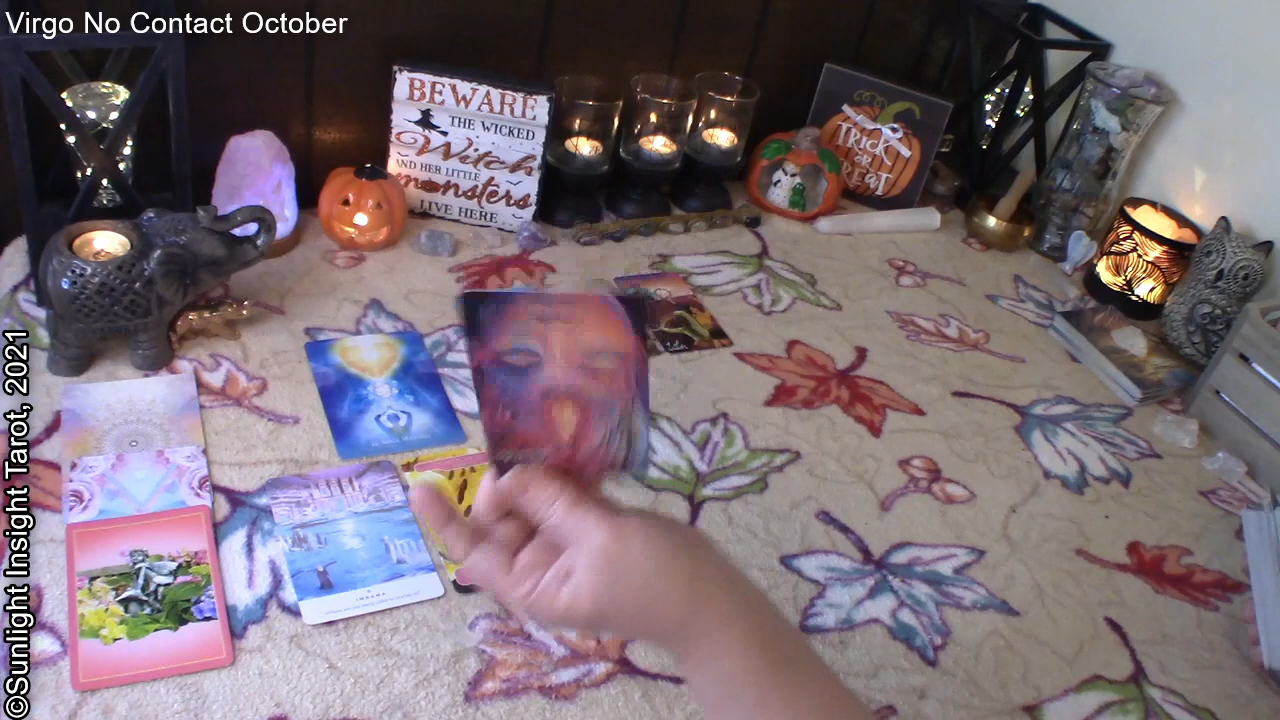 Virgo No Contact October
BEWARE
THE WICKED
Witch
AND HER LITTLE
monsters
LIVE HERE
TRICK
OR
TREAT
©Sunlight Insight Tarot, 2021